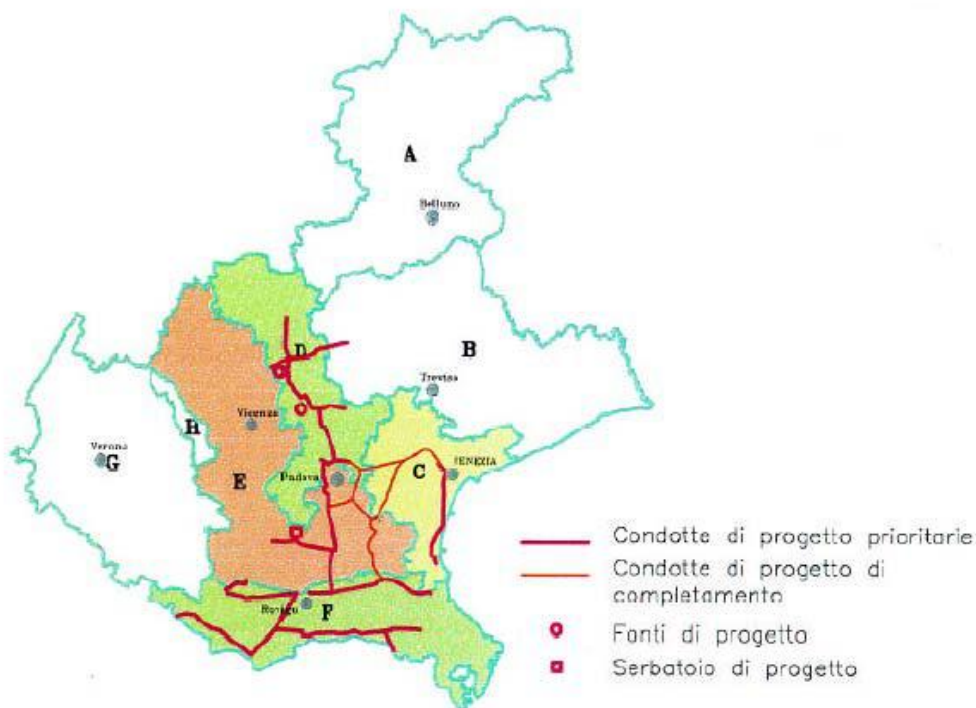 A
Belluno
D
B
Treviso
Vicenza
H
Verona
G
E
Padova
C
VENEZIA
Rovigo
F
Condotte di progetto prioritarie
Condotte di progetto di
completamento
Fonti di progetto
Serbatoio di progetto